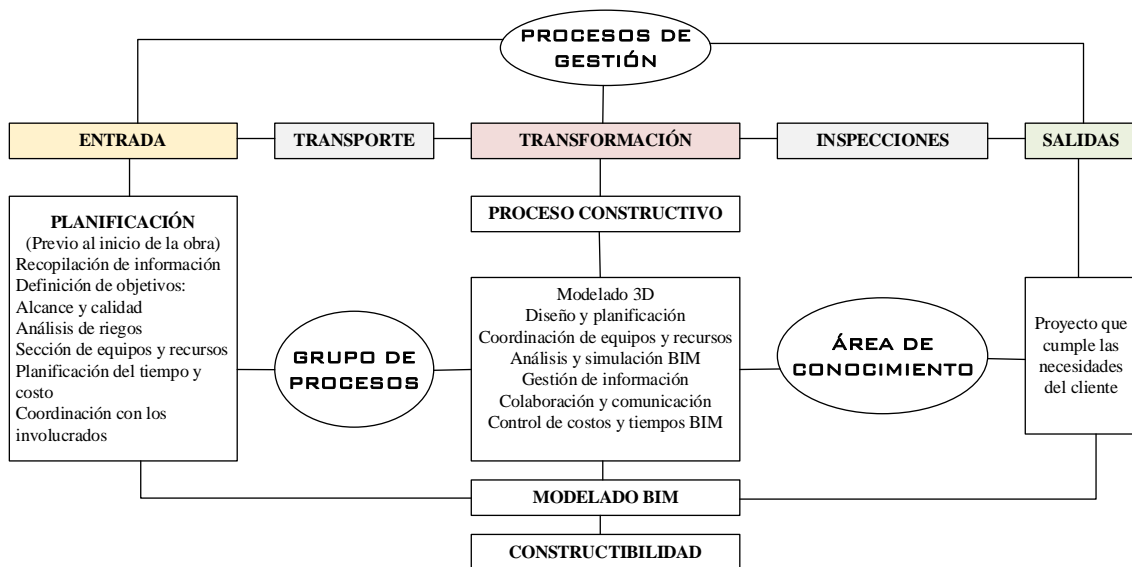 PROCESOS DE
GESTIÓN
ENTRADA
TRANSPORTE
TRANSFORMACIÓN
INSPECCIONES
SALIDAS
PLANIFICACIÓN
(Previo al inicio de la obra)
Recopilación de información
Definición de objetivos:
Alcance y calidad
Análisis de riegos
Sección de equipos y recursos
Planificación del tiempo y
costo
Coordinación con los
involucrados
GRUPO DE
PROCESOS
PROCESO CONSTRUCTIVO
Modelado 3D
Diseño y planificación
Coordinación de equipos y recursos
Análisis y simulación BIM
Gestión de información
Colaboración y comunicación
Control de costos y tiempos BIM
ÁREA DE
CONOCIMIENTO
Proyecto que
cumple las
necesidades
del cliente
MODELADO BIM
CONSTRUCTIBILIDAD